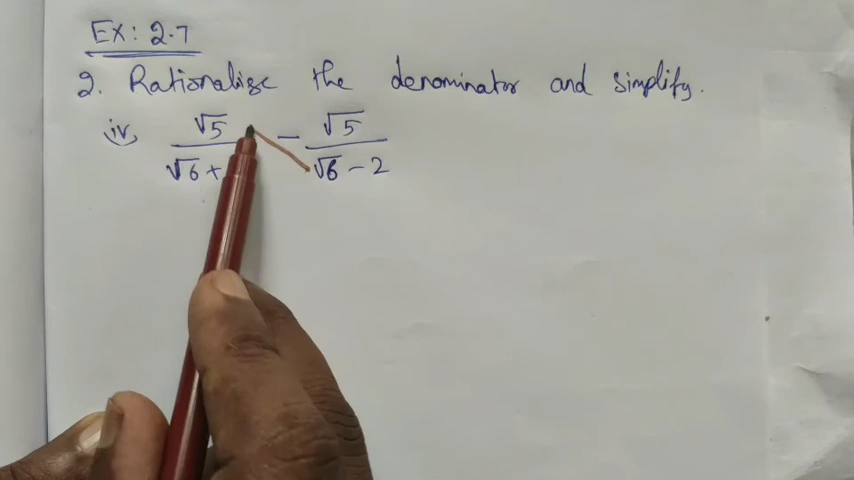 Ex: 2.7
2. Rationalise the denominator and simplify.
iv) √5 - √5
√6 + √6 - 2